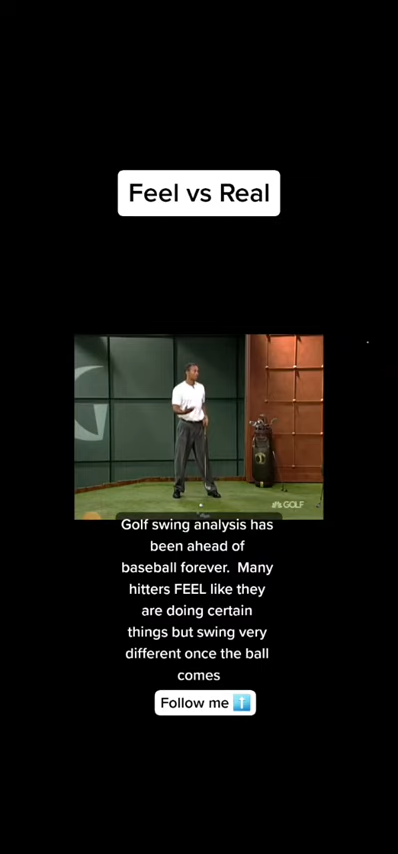 Feel vs Real
GOLF
Golf swing analysis has
been ahead of
baseball forever.  Many
hitters FEEL like they
are doing certain
things but swing very
different once the ball
comes
Follow me